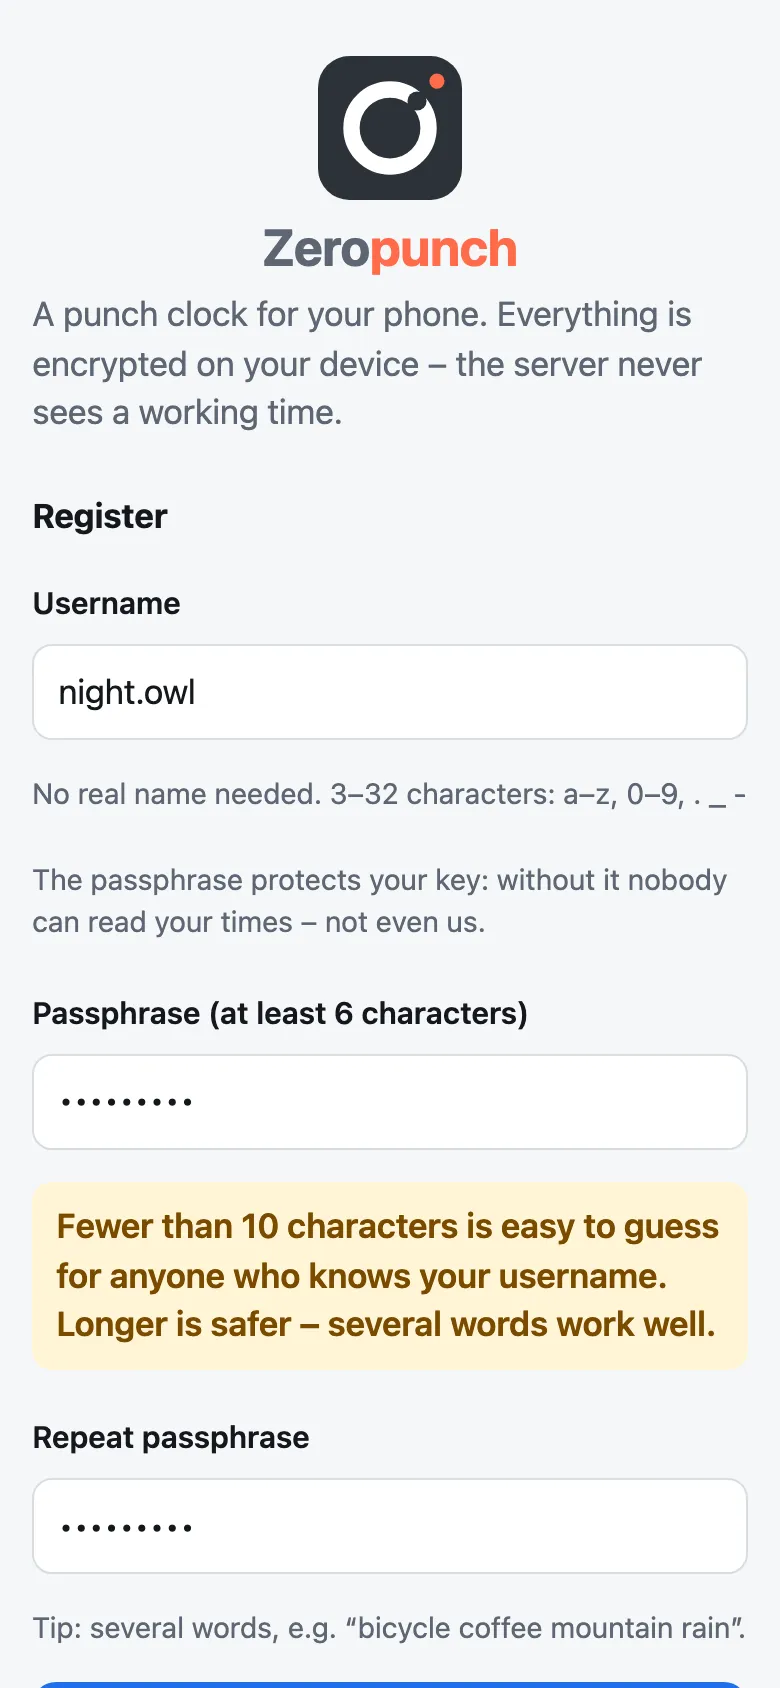 Zeropunch
A punch clock for your phone. Everything is
encrypted on your device – the server never
sees a working time.
Register
Username
night.owl
No real name needed. 3–32 characters: a–z, 0–9, . _ -
The passphrase protects your key: without it nobody
can read your times – not even us.
Passphrase (at least 6 characters)
•••••••••
Fewer than 10 characters is easy to guess
for anyone who knows your username.
Longer is safer – several words work well.
Repeat passphrase
•••••••••
Tip: several words, e.g. “bicycle coffee mountain rain”.